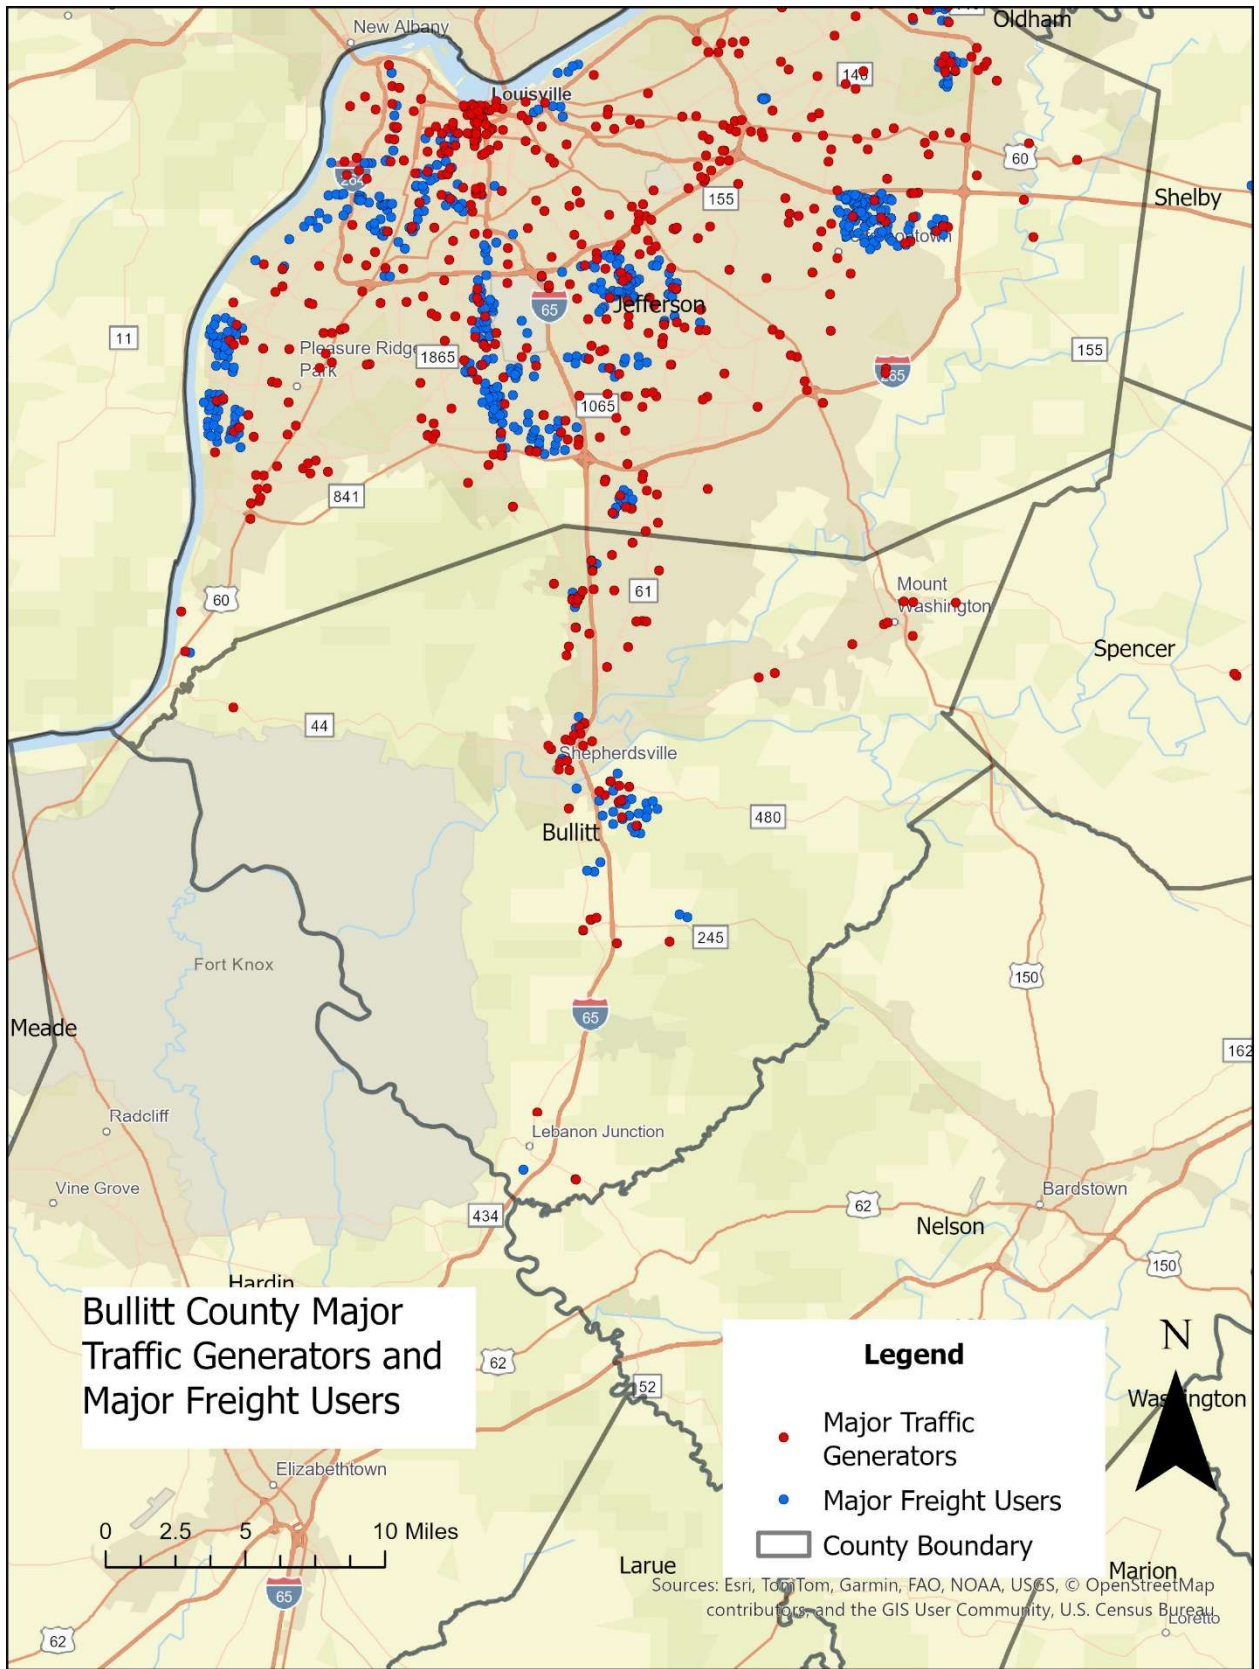 Oldham
New Albany
146
Louisville
60
264
155
Shelby
Jefferson
65
11
Pleasure Ridge
Park
1865
155
265
1065
841
60
61
Mount
Washington
Spencer
44
Shepherdsville
480
Bullitt
245
Fort Knox
150
65
Meade
162
Radcliff
Lebanon Junction
Vine Grove
Bardstown
62
434
Nelson
150
Hardin
Bullitt County Major
Traffic Generators and
Major Freight Users
N
Legend
62
52
Washington
Major Traffic
Generators
Elizabethtown
Major Freight Users
0 2.5 5 10 Miles
County Boundary
Larue
Marion
65
Sources: Esri, TomTom, Garmin, FAO, NOAA, USGS, © OpenStreetMap
contributors, and the GIS User Community, U.S. Census Bureau
Loretto
62